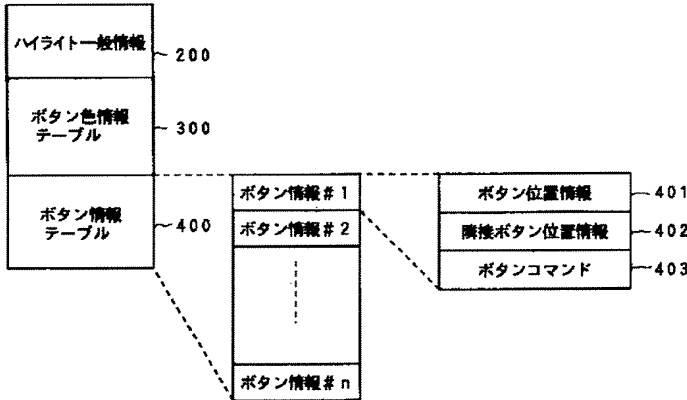 ハイライト一般情報
200
ボタン色情報
テーブル
300
ボタン情報
テーブル
400
ボタン情報#1
ボタン情報#2
ボタン情報#n
ボタン位置情報
401
隣接ボタン位置情報
402
ボタンコマンド
403